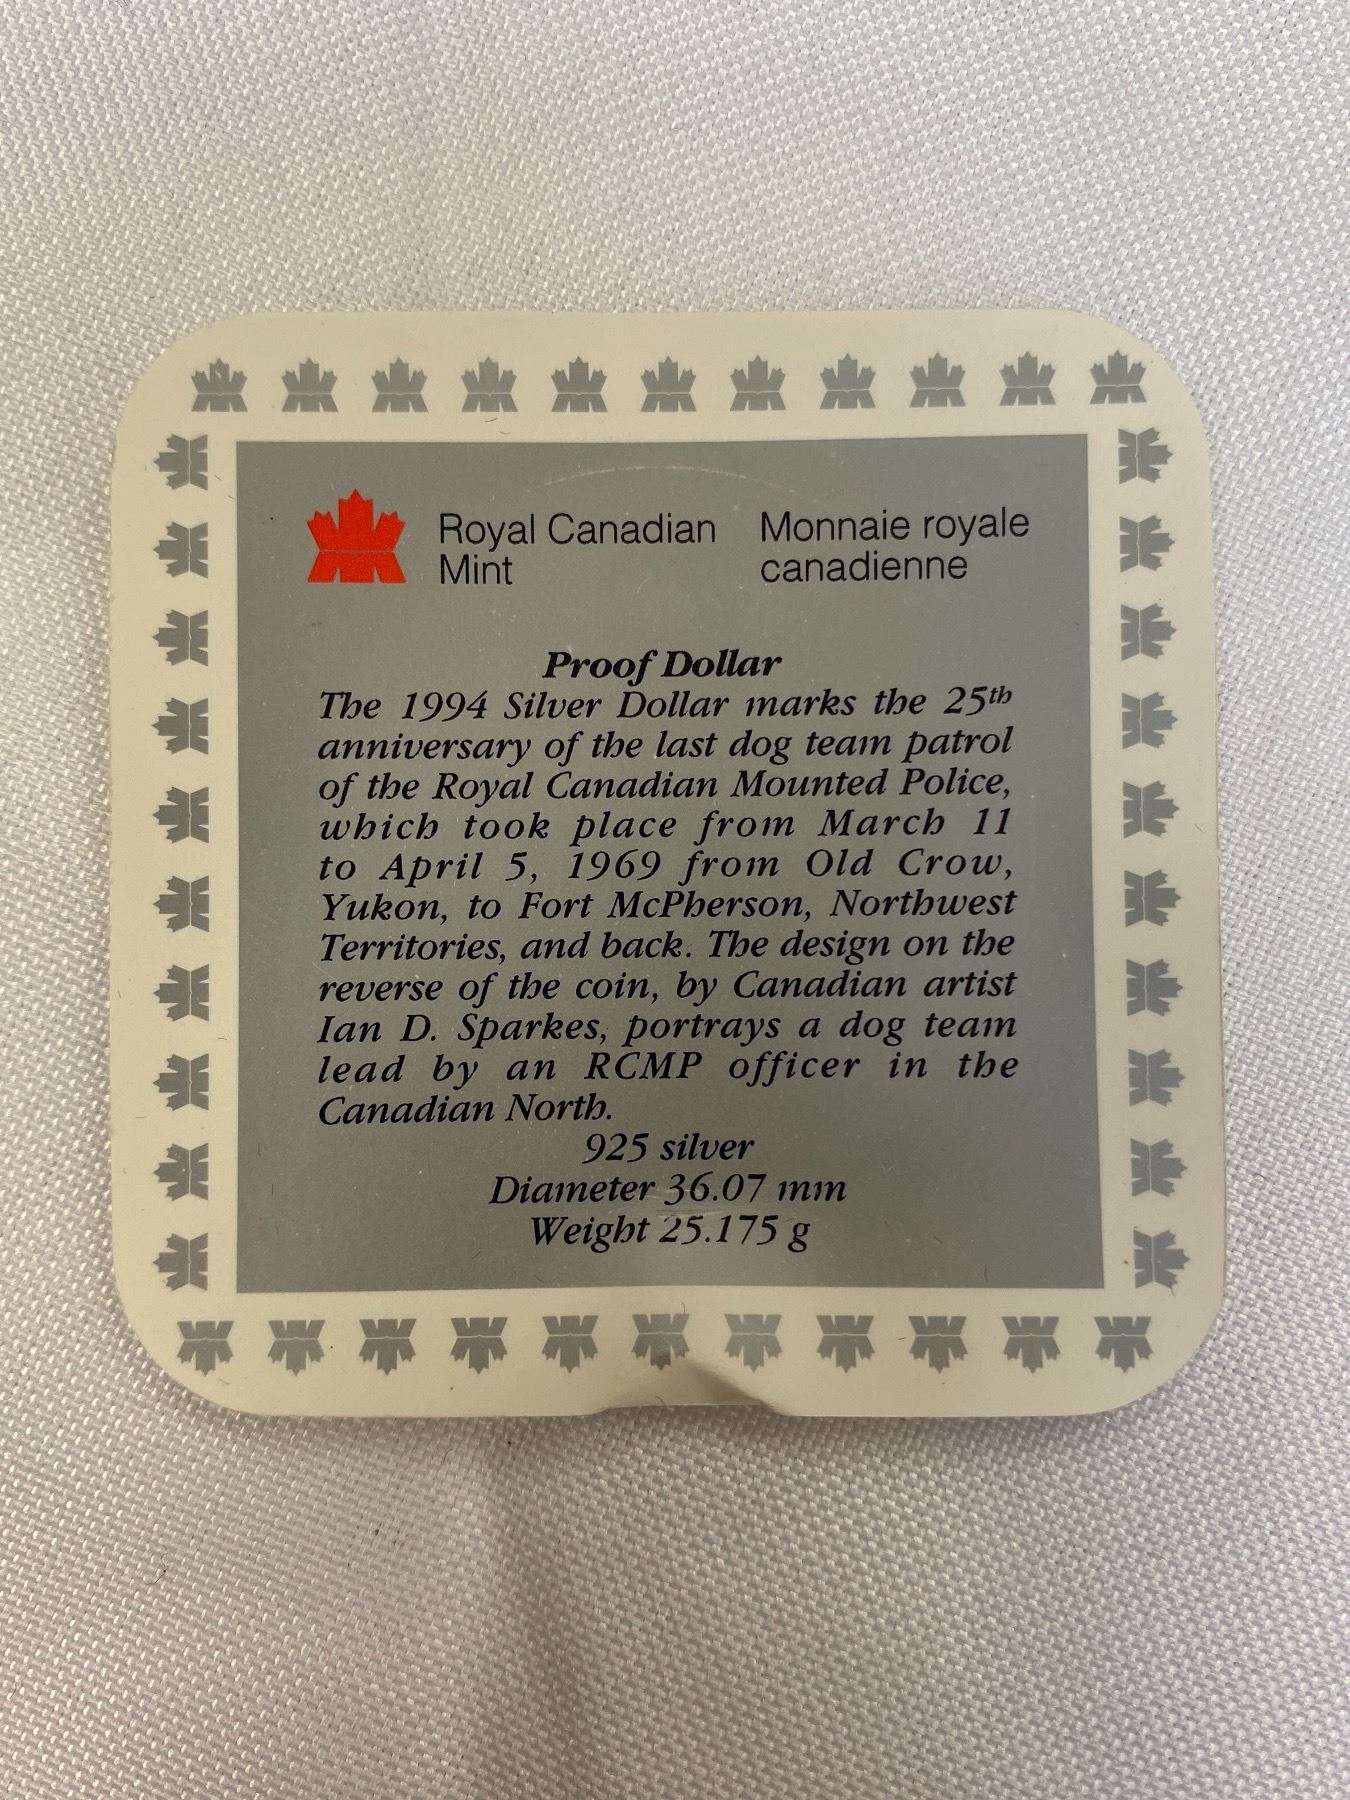 Royal Canadian Mint
Monnaie royale canadienne
Proof Dollar
The 1994 Silver Dollar marks the 25th
anniversary of the last dog team patrol
of the Royal Canadian Mounted Police,
which took place from March 11
to April 5, 1969 from Old Crow,
Yukon, to Fort McPherson, Northwest
Territories, and back. The design on the
reverse of the coin, by Canadian artist
Ian D. Sparkes, portrays a dog team
lead by an RCMP officer in the
Canadian North.
925 silver
Diameter 36.07 mm
Weight 25.175 g